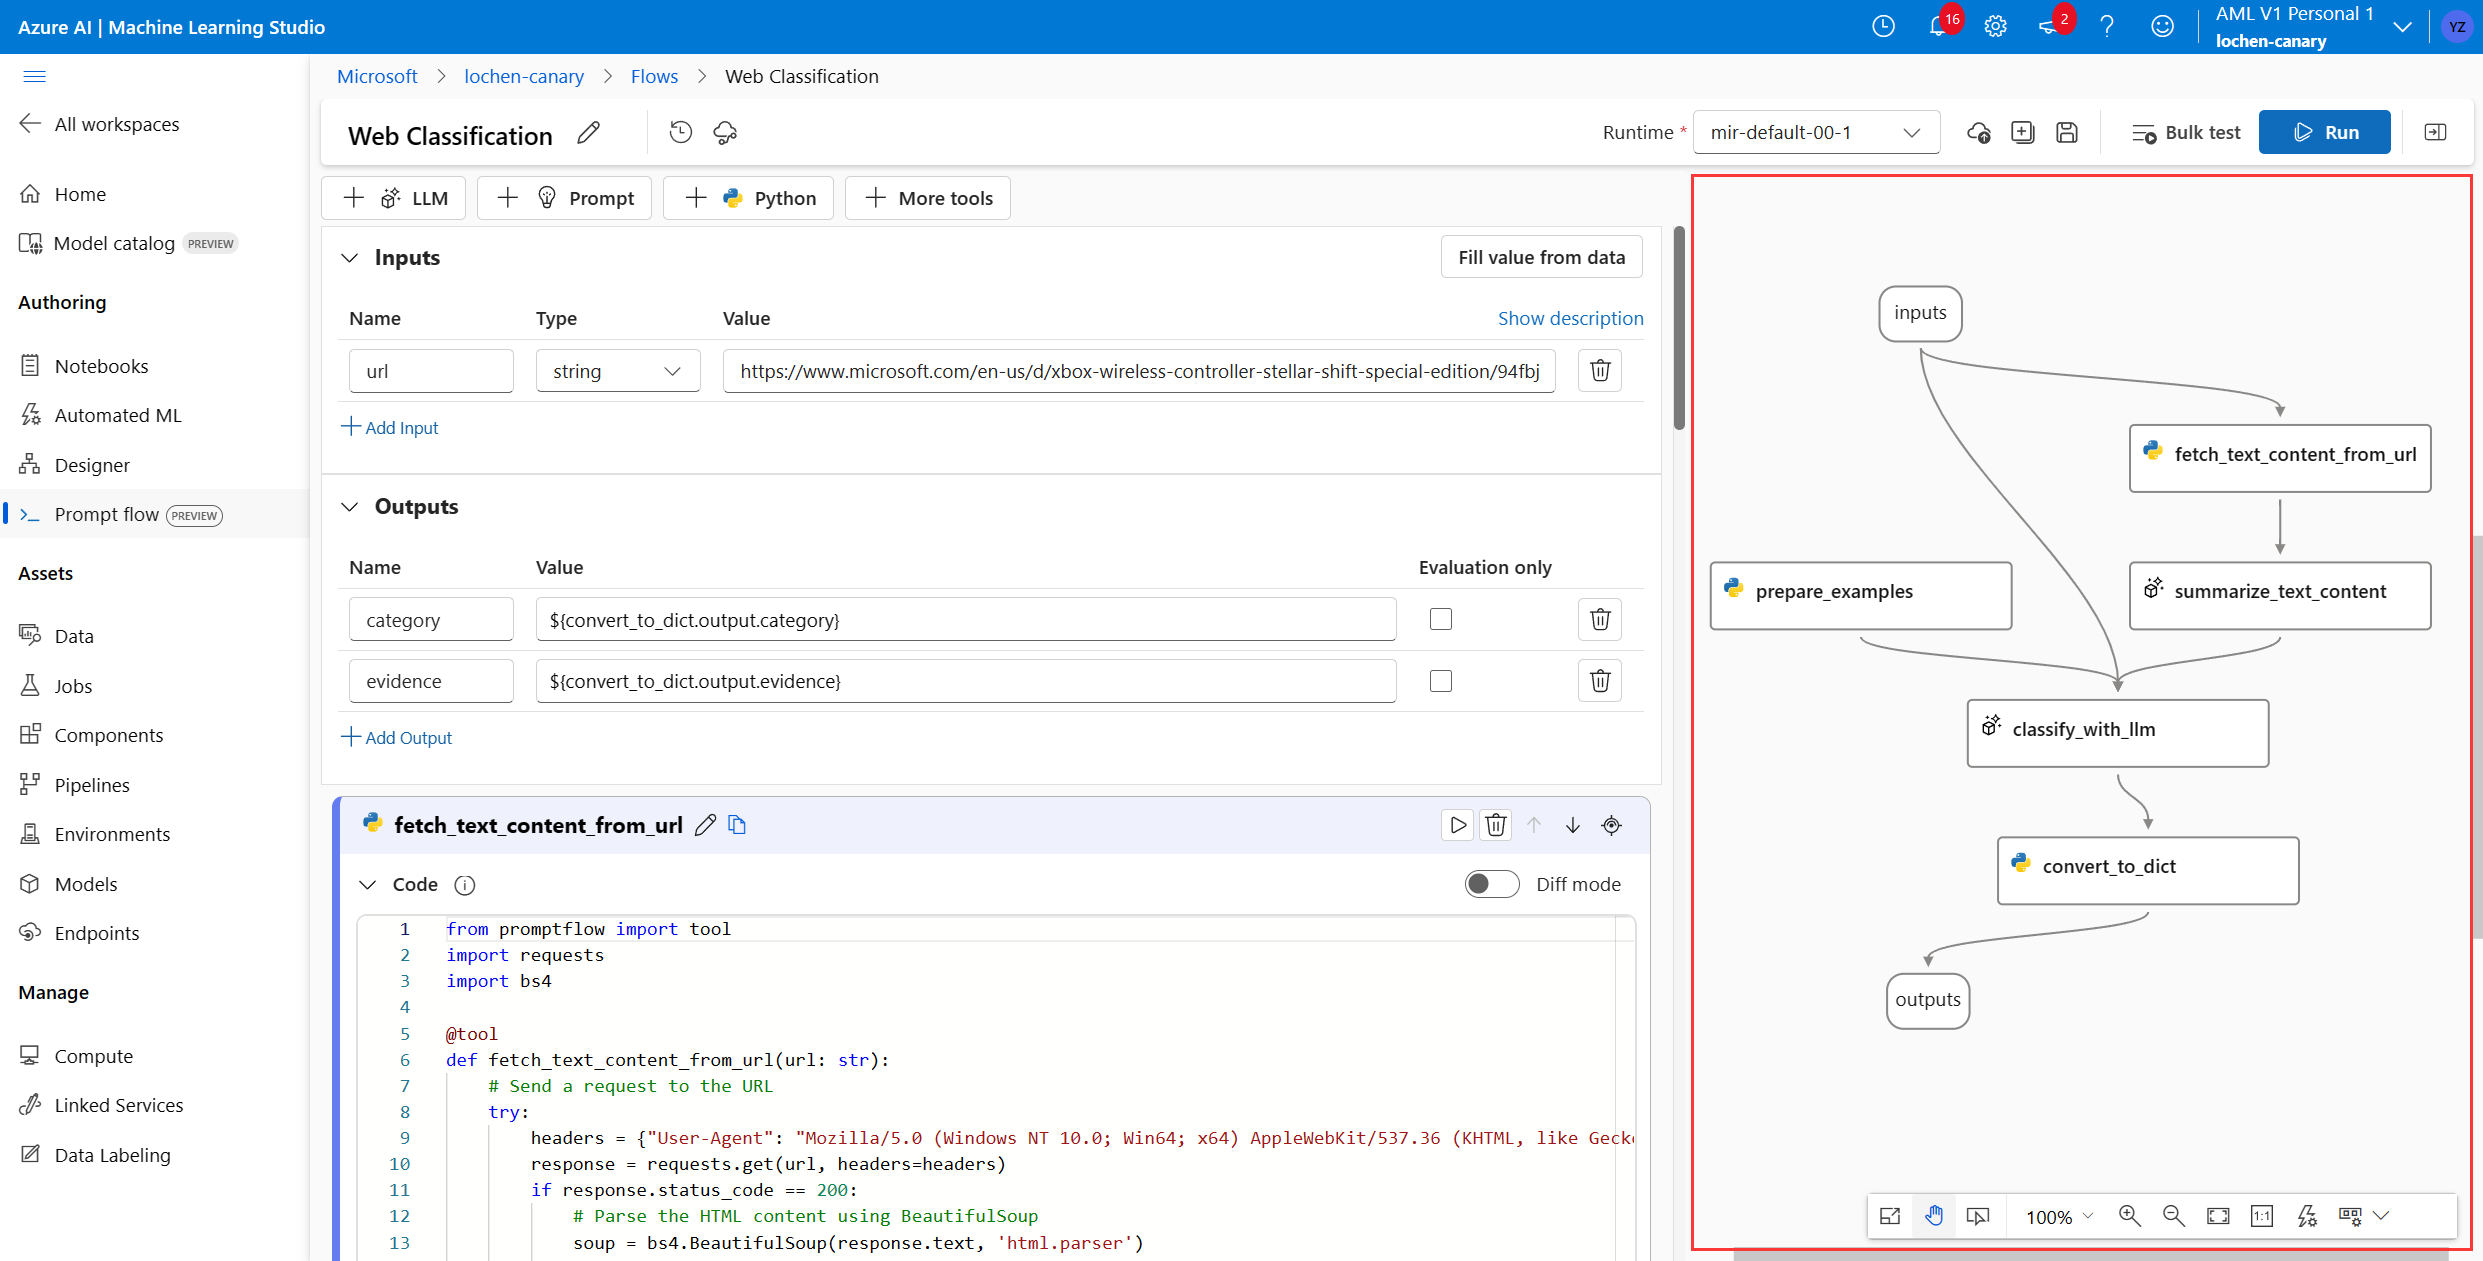 Azure AI | Machine Learning Studio
16
2
AML V1 Personal 1
lochen-canary
YZ
All workspaces
Home
Model catalog PREVIEW
Authoring
Notebooks
Automated ML
Designer
Prompt flow PREVIEW
Assets
Data
Jobs
Components
Pipelines
Environments
Models
Endpoints
Manage
Compute
Linked Services
Data Labeling
Microsoft > lochen-canary > Flows > Web Classification
Web Classification
Runtime * mir-default-00-1
Bulk test
Run
LLM
Prompt
Python
More tools
Inputs
Fill value from data
Name Type Value Show description
url string https://www.microsoft.com/en-us/d/xbox-wireless-controller-stellar-shift-special-edition/94fbj
Add Input
Outputs
Name Value Evaluation only
category ${convert_to_dict.output.category}
evidence ${convert_to_dict.output.evidence}
Add Output
fetch_text_content_from_url
Code
Diff mode
1 from promptflow import tool
2 import requests
3 import bs4
4
5 @tool
6 def fetch_text_content_from_url(url: str):
7 # Send a request to the URL
8 try:
9 headers = {"User-Agent": "Mozilla/5.0 (Windows NT 10.0; Win64; x64) AppleWebKit/537.36 (KHTML, like Geck
10 response = requests.get(url, headers=headers)
11 if response.status_code == 200:
12 # Parse the HTML content using BeautifulSoup
13 soup = bs4.BeautifulSoup(response.text, 'html.parser')
inputs
fetch_text_content_from_url
prepare_examples
summarize_text_content
classify_with_llm
convert_to_dict
outputs
100%
1:1